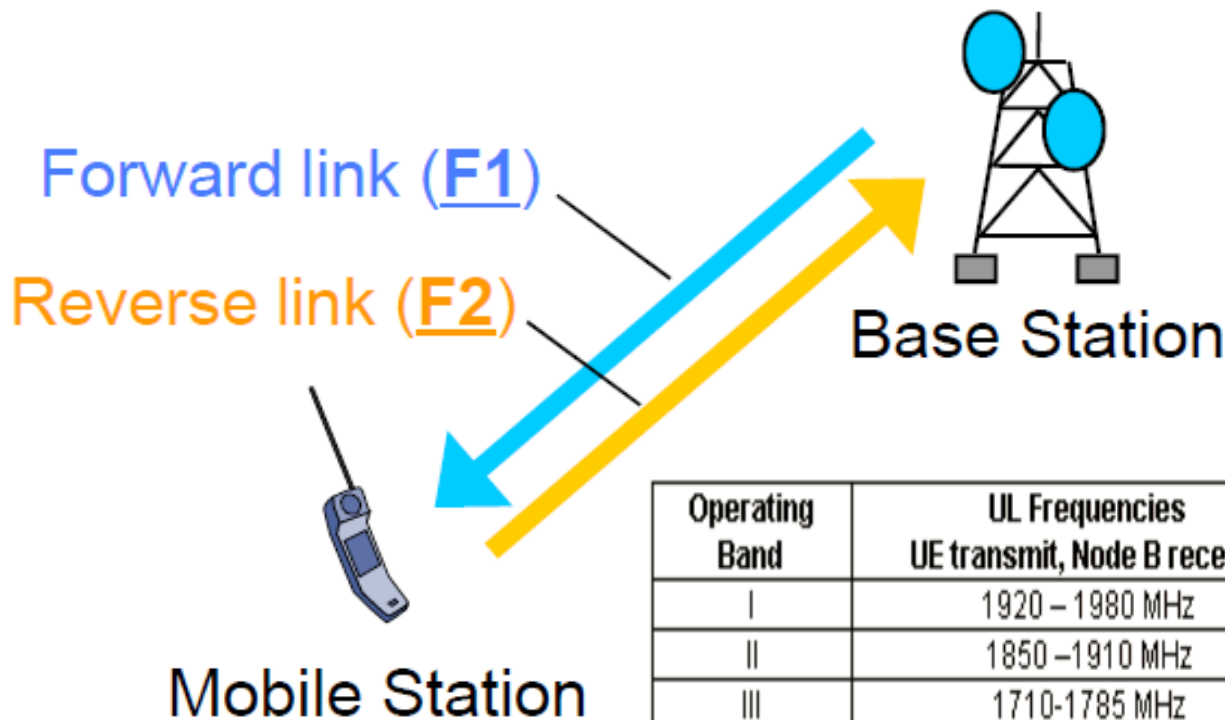 Forward link (F1)
Reverse link (F2)
Base Station
Mobile Station
Operating Band
UL Frequencies
UE transmit, Node B rece
I
1920 – 1980 MHz
II
1850 –1910 MHz
III
1710-1785 MHz